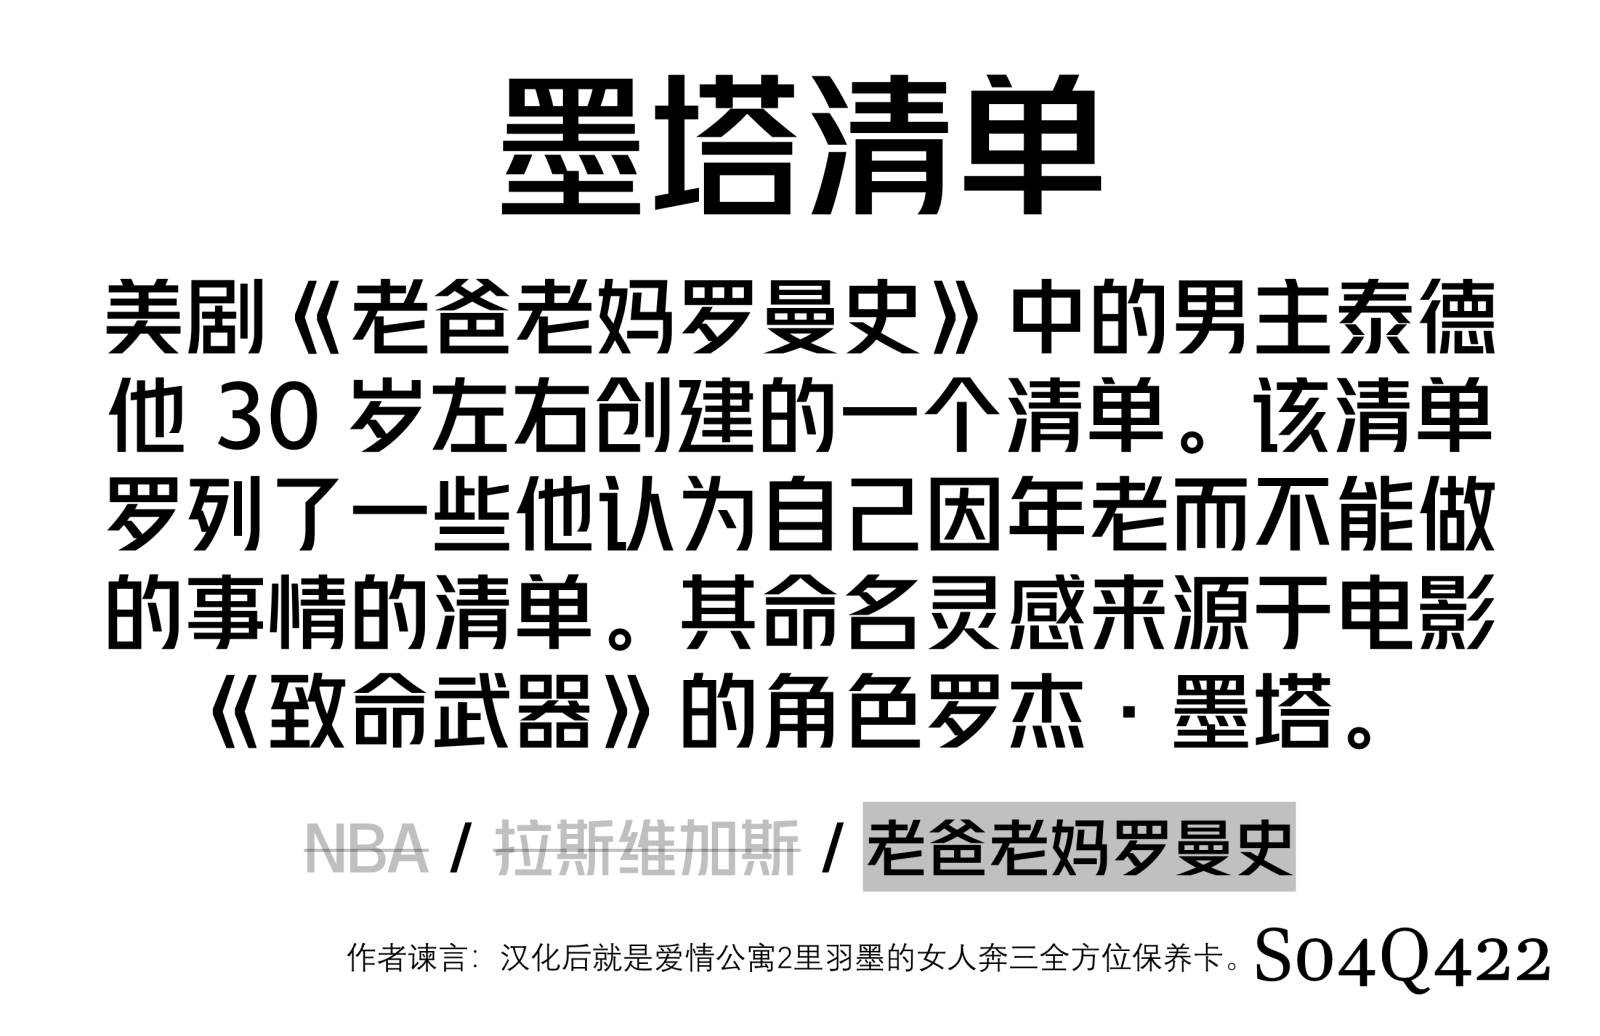 墨塔清单
美剧《老爸老妈罗曼史》中的男主泰德
他 30 岁左右创建的一个清单。该清单
罗列了一些他认为自己因年老而不能做
的事情的清单。其命名灵感来源于电影
《致命武器》的角色罗杰·墨塔。
NBA / 拉斯维加斯 / 老爸老妈罗曼史
作者谏言：汉化后就是爱情公寓2里羽墨的女人奔三全方位保养卡。 S04Q422